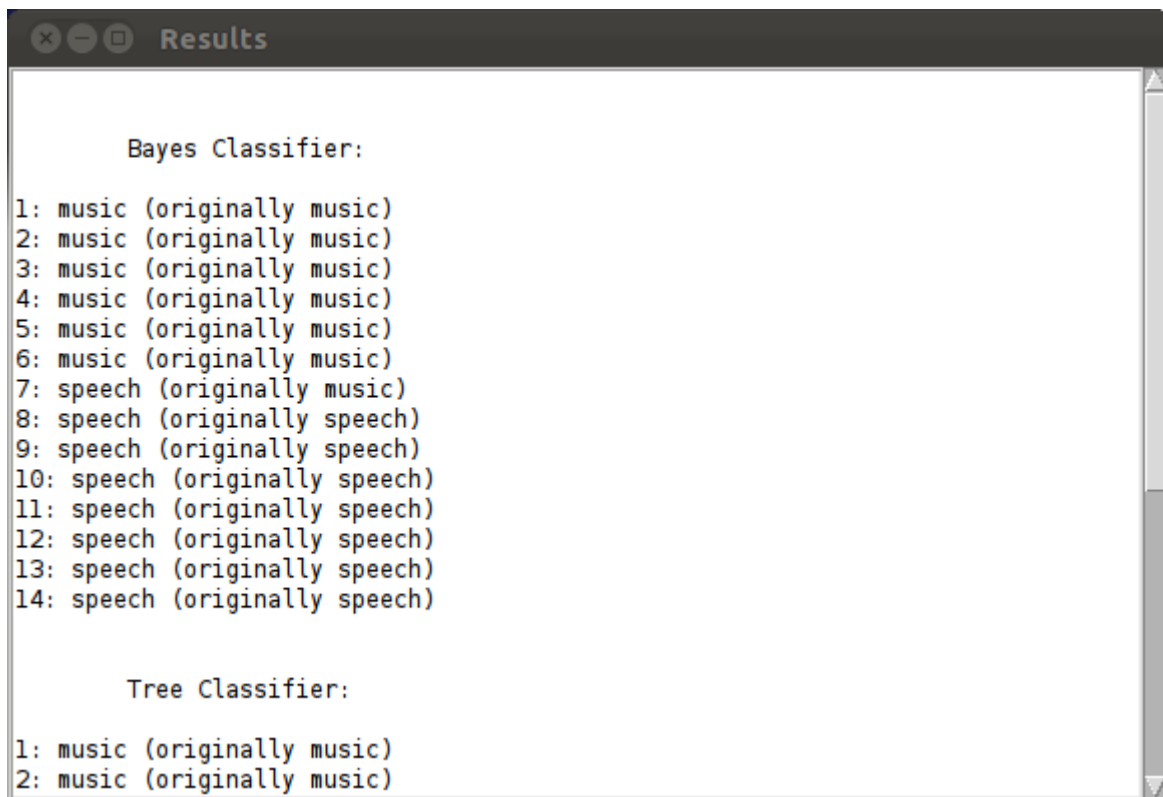 Results
Bayes Classifier:
1: music (originally music)
2: music (originally music)
3: music (originally music)
4: music (originally music)
5: music (originally music)
6: music (originally music)
7: speech (originally music)
8: speech (originally speech)
9: speech (originally speech)
10: speech (originally speech)
11: speech (originally speech)
12: speech (originally speech)
13: speech (originally speech)
14: speech (originally speech)
Tree Classifier:
1: music (originally music)
2: music (originally music)